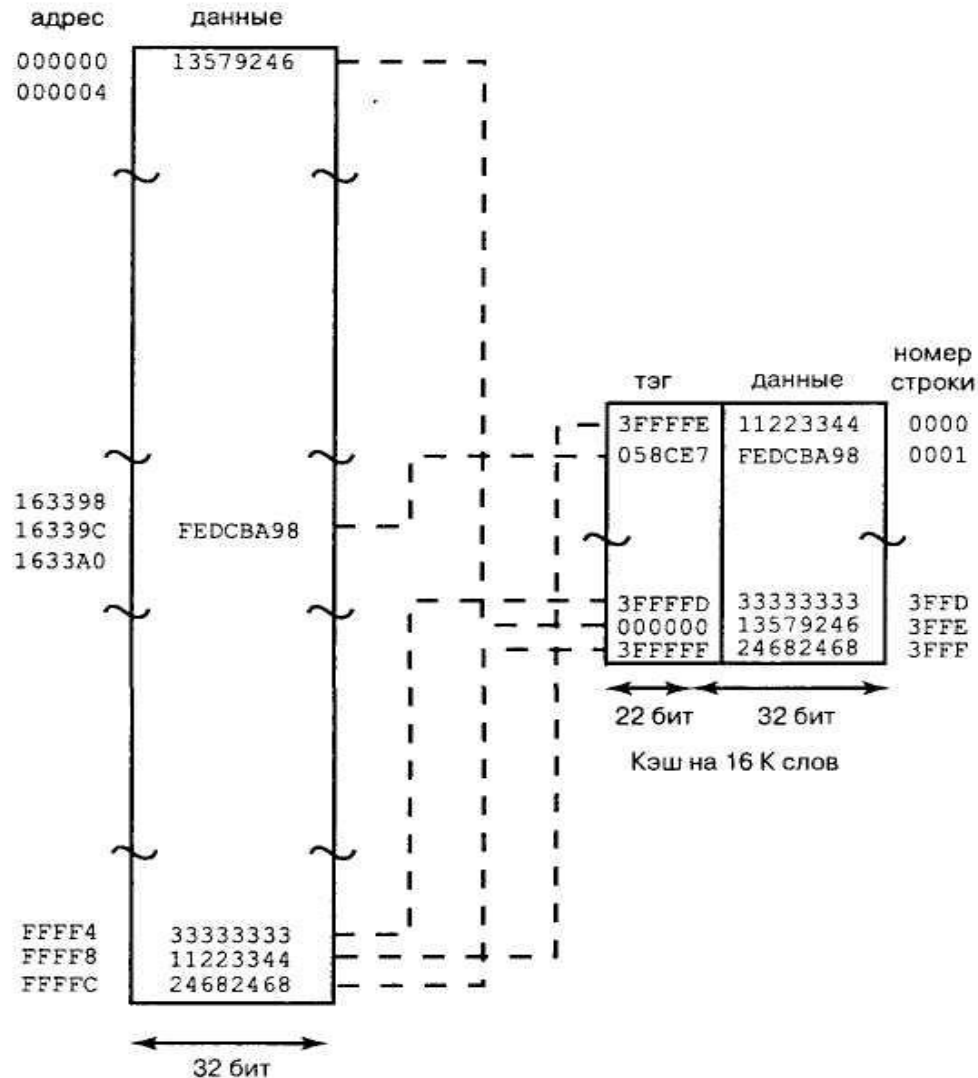 адрес данные
000000 13579246
000004
номер
тэг данные строки
3FFFFE 11223344 0000
058CE7 FEDCBA98 0001
163398
16339C FEDCBA98
1633A0
3FFFFD 33333333 3FFD
000000 13579246 3FFE
3FFFFF 24682468 3FFF
22 бит 32 бит
Кэш на 16 К слов
FFFF4 33333333
FFFF8 11223344
FFFFC 24682468
32 бит